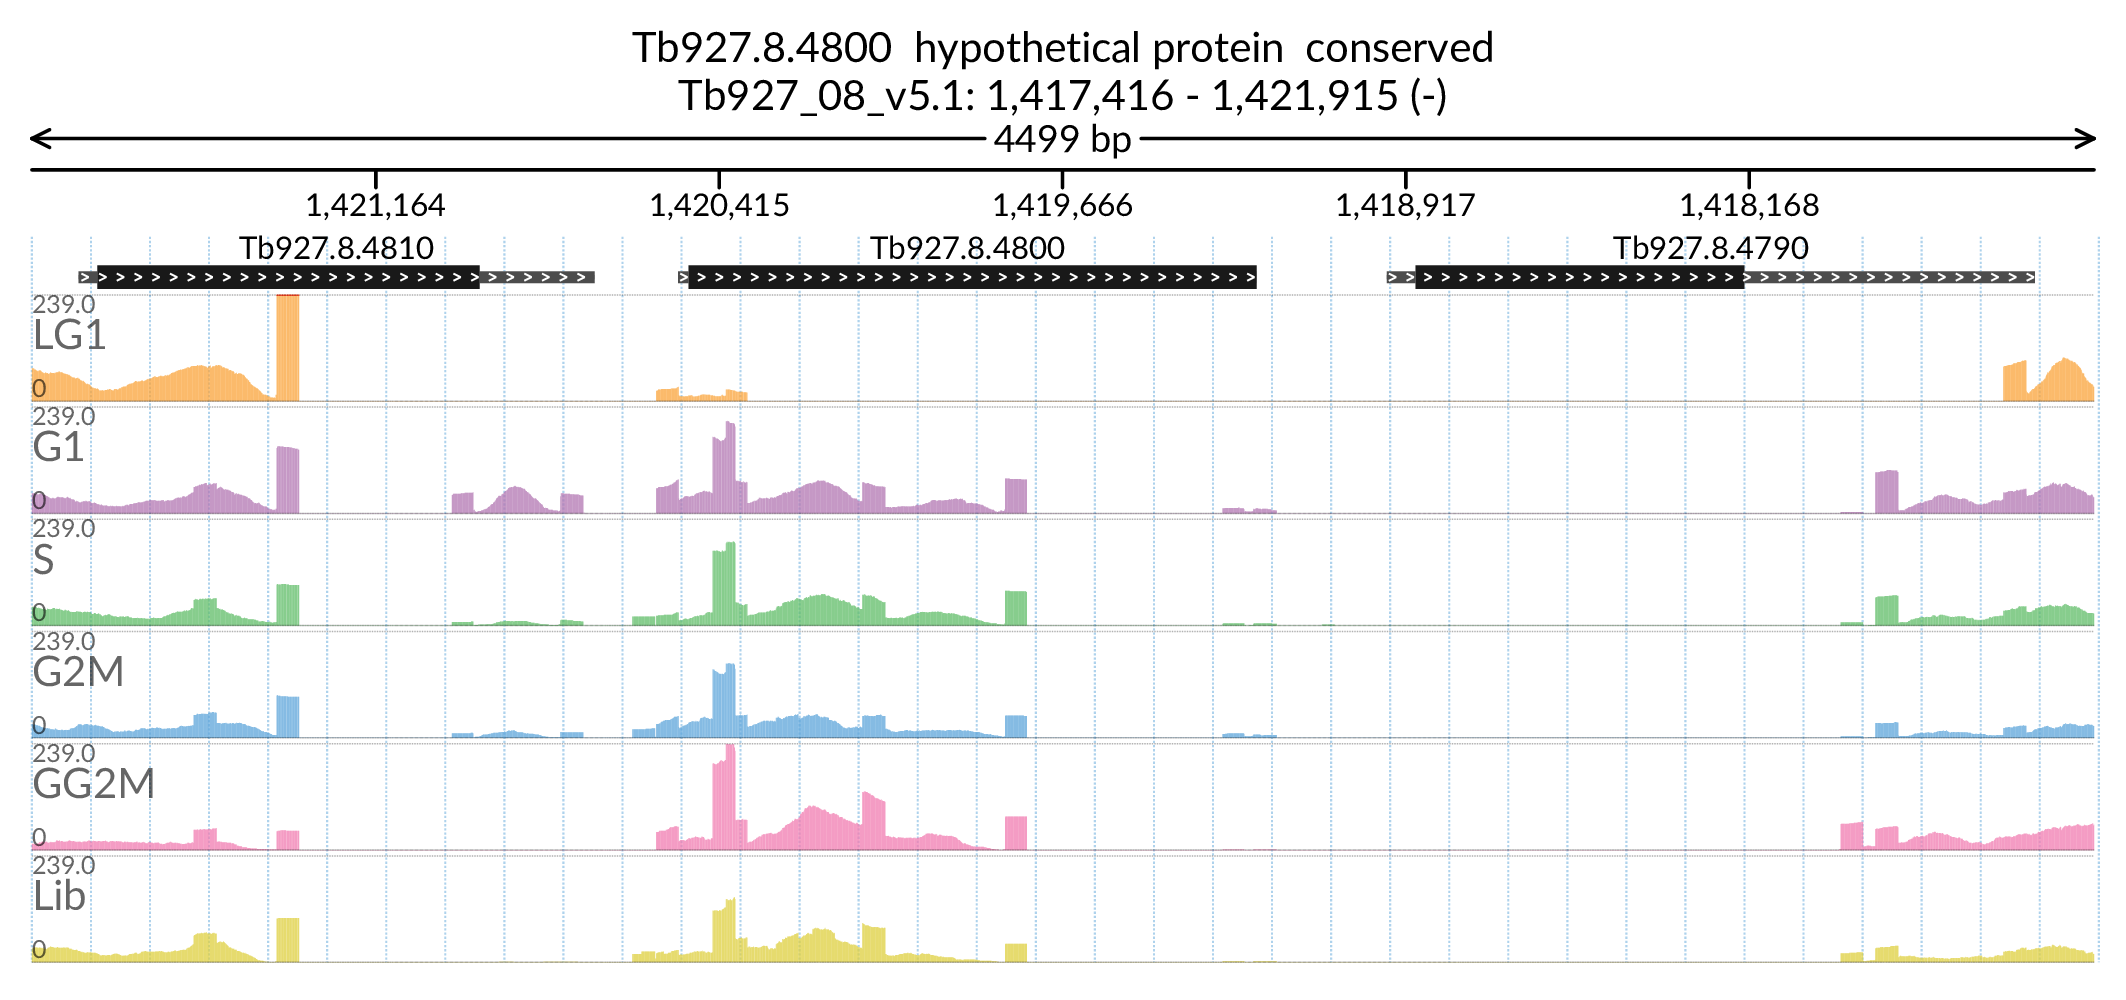 Tb927.8.4800  hypothetical protein  conserved
Tb927_08_v5.1: 1,417,416 - 1,421,915 (-)
4499 bp
1,421,164 1,420,415 1,419,666 1,418,917 1,418,168
Tb927.8.4810 Tb927.8.4800 Tb927.8.4790
239.0
LG1
0
239.0
G1
0
239.0
S
0
239.0
G2M
0
239.0
GG2M
0
239.0
Lib
0